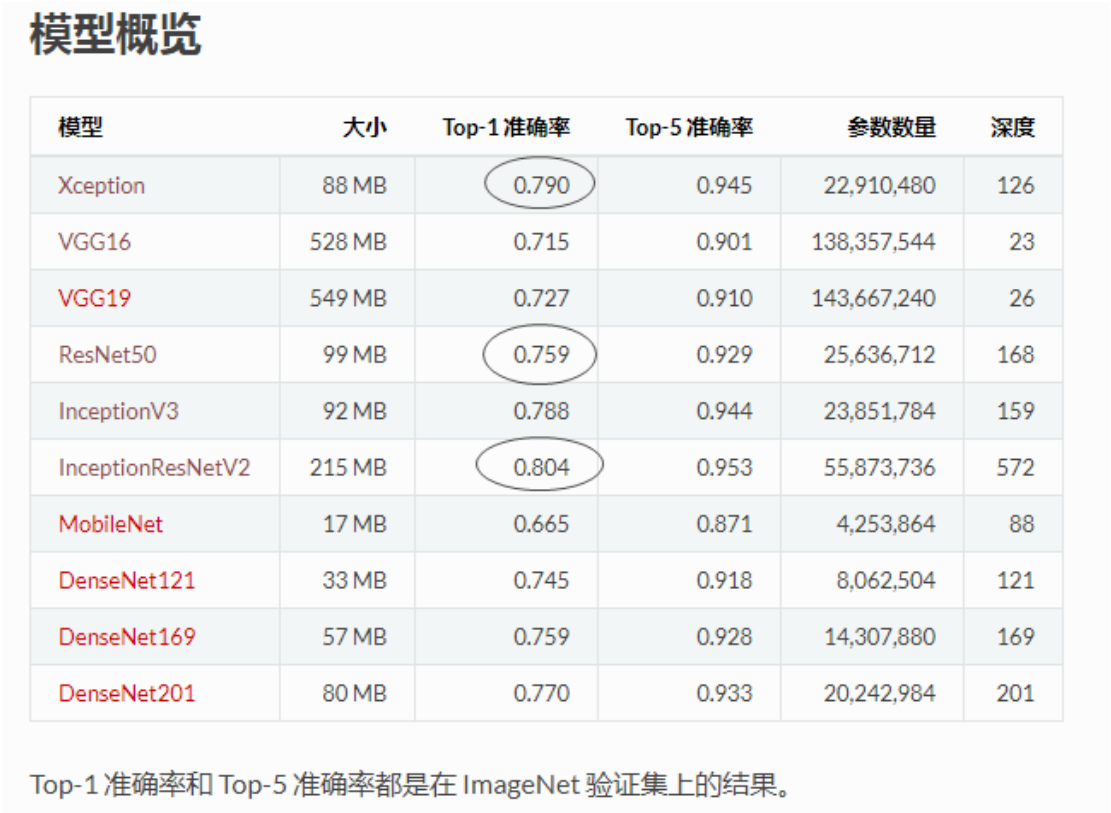 模型概览
模型 大小 Top-1 准确率 Top-5 准确率 参数数量 深度
Xception 88 MB 0.790 0.945 22,910,480 126
VGG16 528 MB 0.715 0.901 138,357,544 23
VGG19 549 MB 0.727 0.910 143,667,240 26
ResNet50 99 MB 0.759 0.929 25,636,712 168
InceptionV3 92 MB 0.788 0.944 23,851,784 159
InceptionResNetV2 215 MB 0.804 0.953 55,873,736 572
MobileNet 17 MB 0.665 0.871 4,253,864 88
DenseNet121 33 MB 0.745 0.918 8,062,504 121
DenseNet169 57 MB 0.759 0.928 14,307,880 169
DenseNet201 80 MB 0.770 0.933 20,242,984 201
Top-1 准确率和 Top-5 准确率都是在 ImageNet 验证集上的结果。